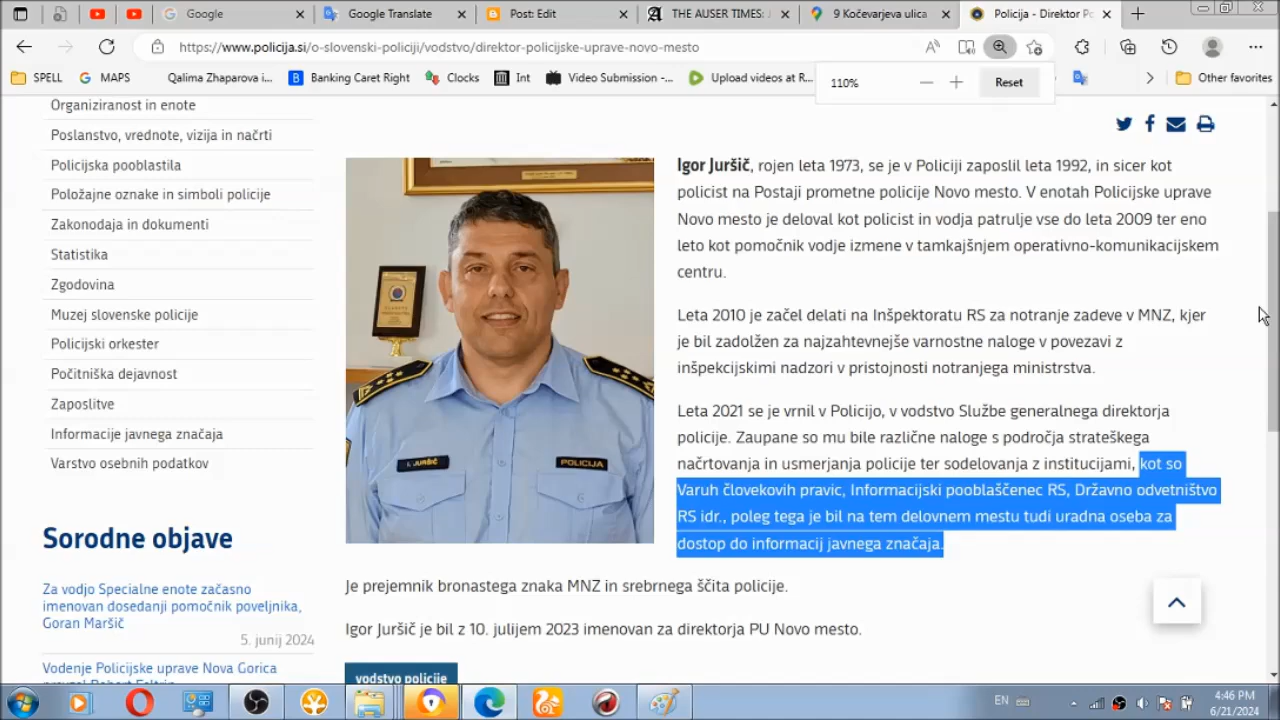 Google
Google Translate
Post: Edit
THE AUSER TIMES:
9 Kočevarjeva ulica
Policija - Direktor Po
https://www.policija.si/o-slovenski-policiji/vodstvo/direktor-policijske-uprave-novo-mesto
SPELL
MAPS
Qalima Zhaparova i...
Banking Caret Right
Clocks
Int
Video Submission -...
Upload videos at R...
Other favorites
110%
Reset
Organiziranost in enote
Poslanstvo, vrednote, vizija in načrti
Policijska pooblastila
Položajne oznake in simboli policije
Zakonodaja in dokumenti
Statistika
Zgodovina
Muzej slovenske policije
Policijski orkester
Počitniška dejavnost
Zaposlitve
Informacije javnega značaja
Varstvo osebnih podatkov
Sorodne objave
Za vodjo Specialne enote začasno
imenovan dosedanji pomočnik poveljnika,
Goran Maršič
5. junij 2024
Vodenje Policijske uprave Nova Gorica
I. JURŠIČ
POLICIJA
Igor Juršič, rojen leta 1973, se je v Policiji zaposlil leta 1992, in sicer kot
policist na Postaji prometne policije Novo mesto. V enotah Policijske uprave
Novo mesto je deloval kot policist in vodja patrulje vse do leta 2009 ter eno
leto kot pomočnik vodje izmene v tamkajšnjem operativno-komunikacijskem
centru.
Leta 2010 je začel delati na Inšpektoratu RS za notranje zadeve v MNZ, kjer
je bil zadolžen za najzahtevnejše varnostne naloge v povezavi z
inšpekcijskimi nadzori v pristojnosti notranjega ministrstva.
Leta 2021 se je vrnil v Policijo, v vodstvo Službe generalnega direktorja
policije. Zaupane so mu bile različne naloge s področja strateškega
načrtovanja in usmerjanja policije ter sodelovanja z institucijami, kot so
Varuh človekovih pravic, Informacijski pooblaščenec RS, Državno odvetništvo
RS idr., poleg tega je bil na tem delovnem mestu tudi uradna oseba za
dostop do informacij javnega značaja.
Je prejemnik bronastega znaka MNZ in srebrnega ščita policije.
Igor Juršič je bil z 10. julijem 2023 imenovan za direktorja PU Novo mesto.
vodstvo policije
EN
4:46 PM
6/21/2024